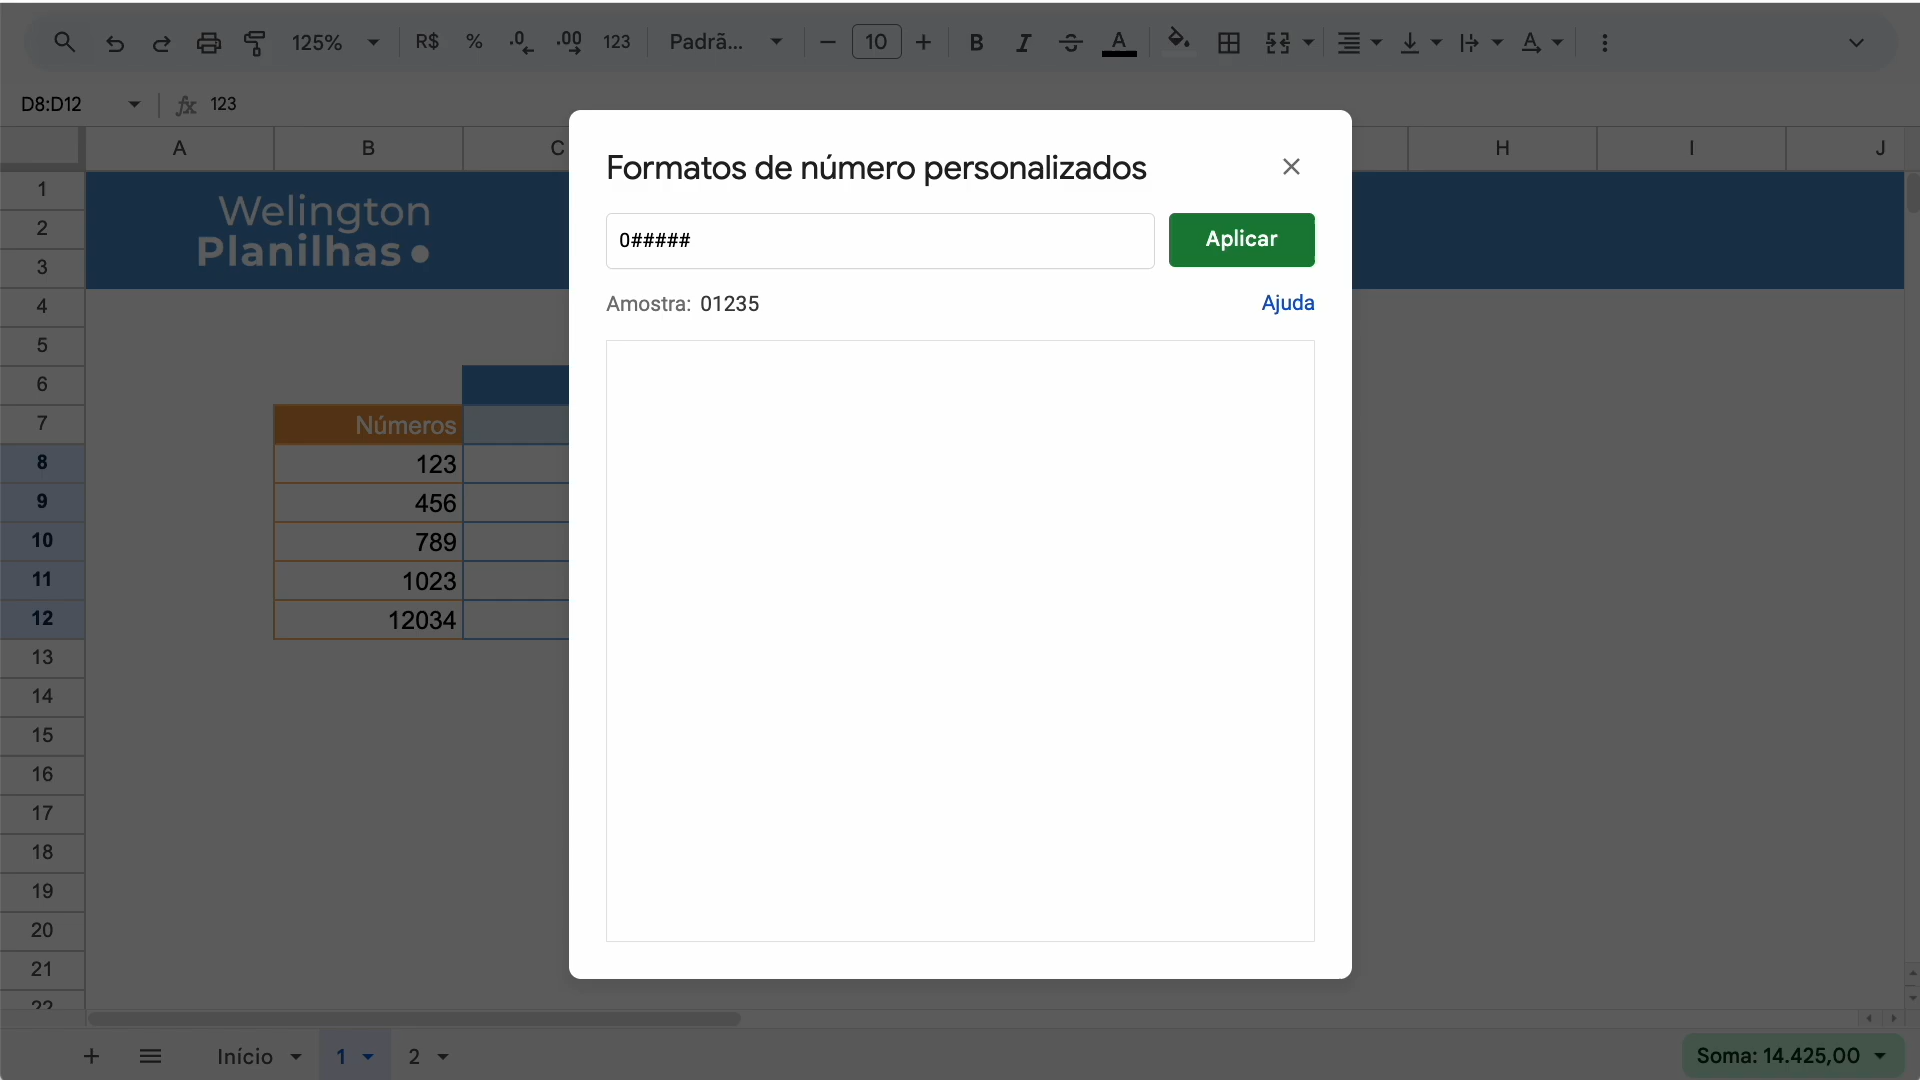 125% R$ % .0 .00 123 Padrã... 10 B I A A
D8:D12 fx 123
A B C H I J
Formatos de número personalizados
0#####
Aplicar
Amostra: 01235
Ajuda
Welington
Planilhas
1
2
3
4
5
6
7 Números
8 123
9 456
10 789
11 1023
12 12034
13
14
15
16
17
18
19
20
21
22
Início 1 2 Soma: 14.425,00